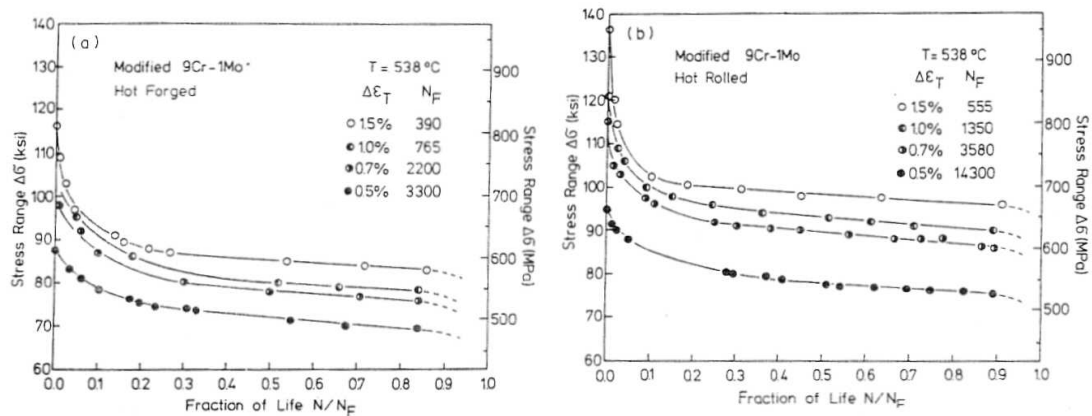 (a)
Modified 9Cr-1Mo
Hot Forged
T = 538 °C
Δε_T N_F
1.5% 390
1.0% 765
0.7% 2200
0.5% 3300
140
130
120
110
100
90
80
70
60
Stress Range Δσ (ksi)
900
800
700
600
500
Stress Range Δσ (MPa)
0.0 0.1 0.2 0.3 0.4 0.5 0.6 0.7 0.8 0.9 1.0
Fraction of Life N/N_F
(b)
Modified 9Cr-1Mo
Hot Rolled
T = 538 °C
Δε_T N_F
1.5% 555
1.0% 1350
0.7% 3580
0.5% 14300
140
130
120
110
100
90
80
70
60
Stress Range Δσ (ksi)
900
800
700
600
500
Stress Range Δσ (MPa)
0.0 0.1 0.2 0.3 0.4 0.5 0.6 0.7 0.8 0.9 1.0
Fraction of Life N/N_F